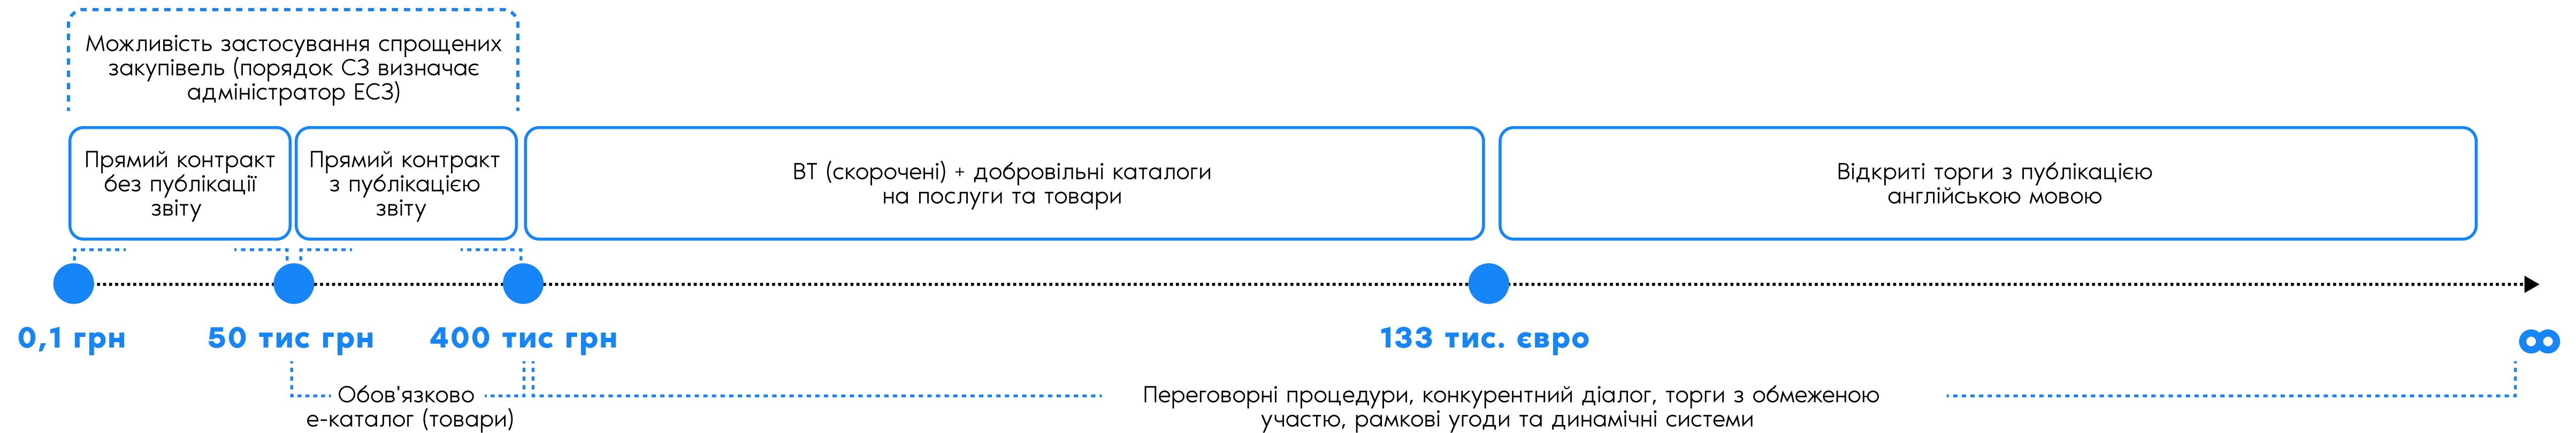 Можливість застосування спрощених
закупівель (порядок СЗ визначає
адміністратор ЕСЗ)
Прямий контракт
без публікації
звіту
Прямий контракт
з публікацією
звіту
ВТ (скорочені) + добровільні каталоги
на послуги та товари
Відкриті торги з публікацією
англійською мовою
0,1 грн
50 тис грн
400 тис грн
133 тис. євро
∞
Обов'язково
е-каталог (товари)
Переговорні процедури, конкурентний діалог, торги з обмеженою
участю, рамкові угоди та динамічні системи